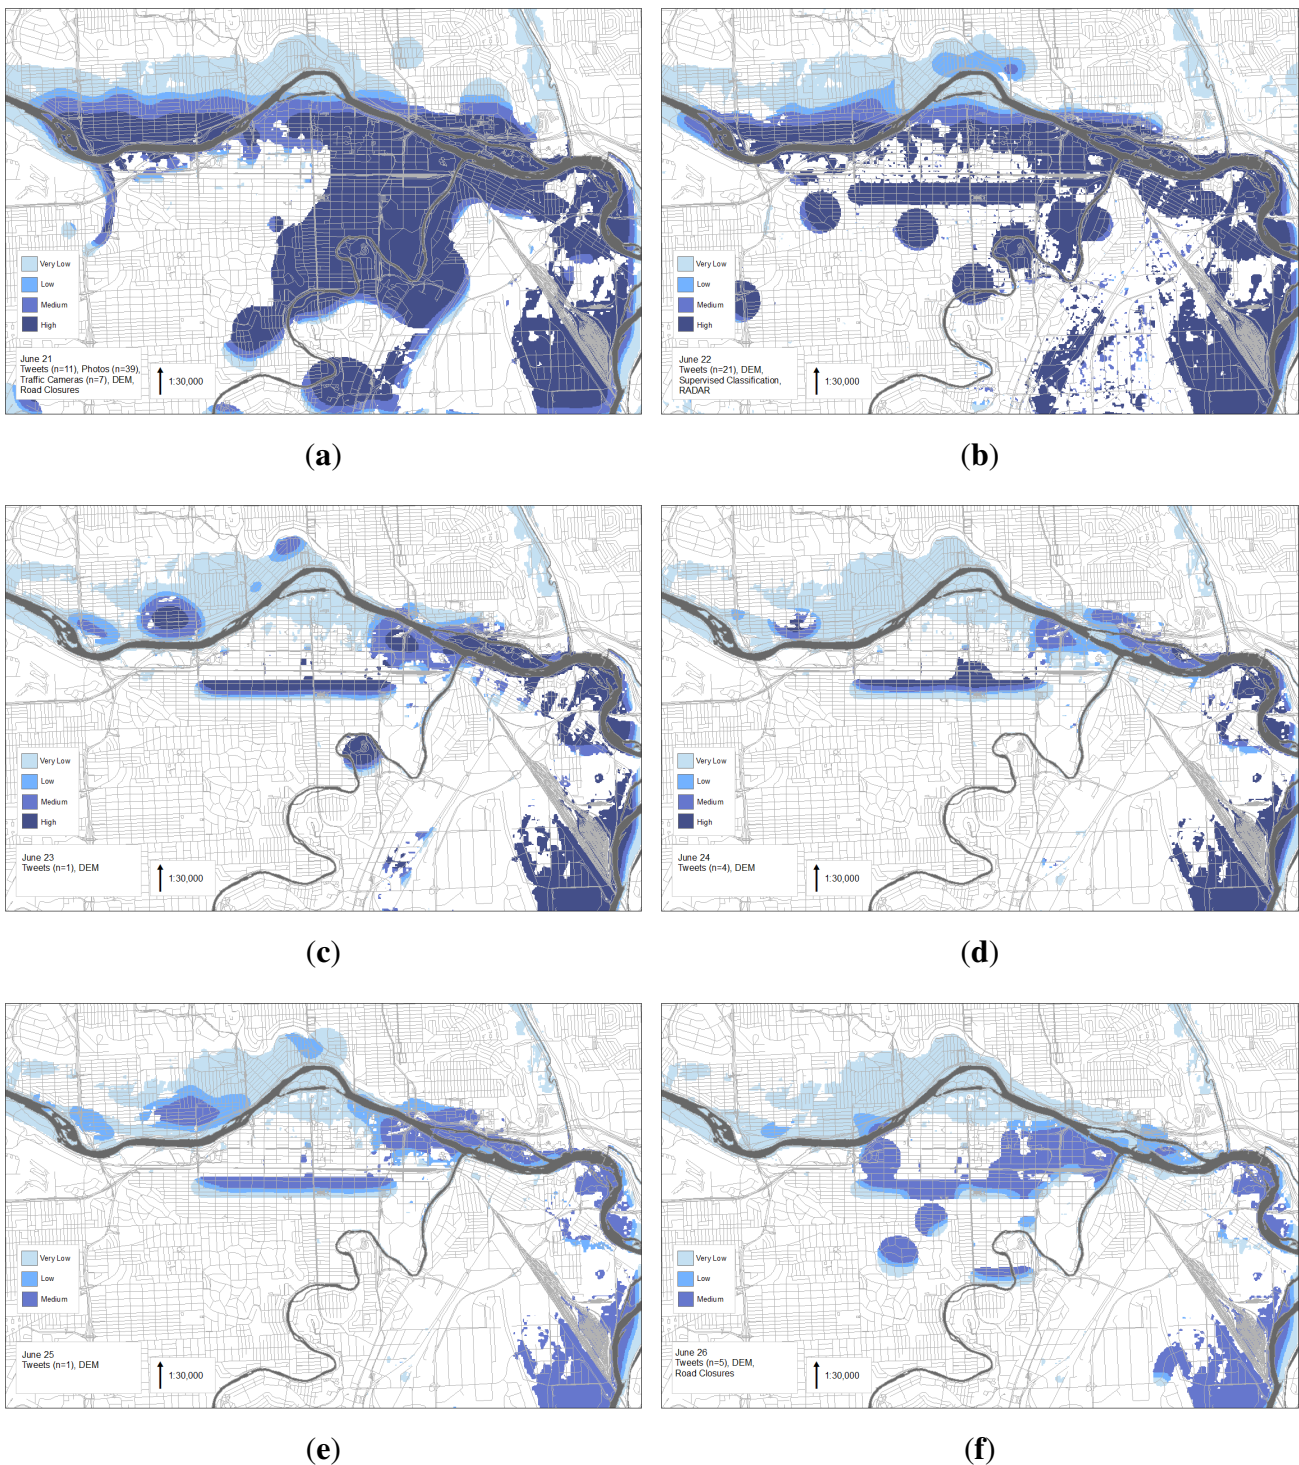 Very Low
Low
Medium
High
June 21
Tweets (n=11), Photos (n=39),
Traffic Cameras (n=7), DEM,
Road Closures
1:30,000
(a)
Very Low
Low
Medium
High
June 22
Tweets (n=21), DEM,
Supervised Classification,
RADAR
1:30,000
(b)
Very Low
Low
Medium
High
June 23
Tweets (n=1), DEM
1:30,000
(c)
Very Low
Low
Medium
High
June 24
Tweets (n=4), DEM
1:30,000
(d)
Very Low
Low
Medium
June 25
Tweets (n=1), DEM
1:30,000
(e)
Very Low
Low
Medium
June 26
Tweets (n=5), DEM,
Road Closures
1:30,000
(f)